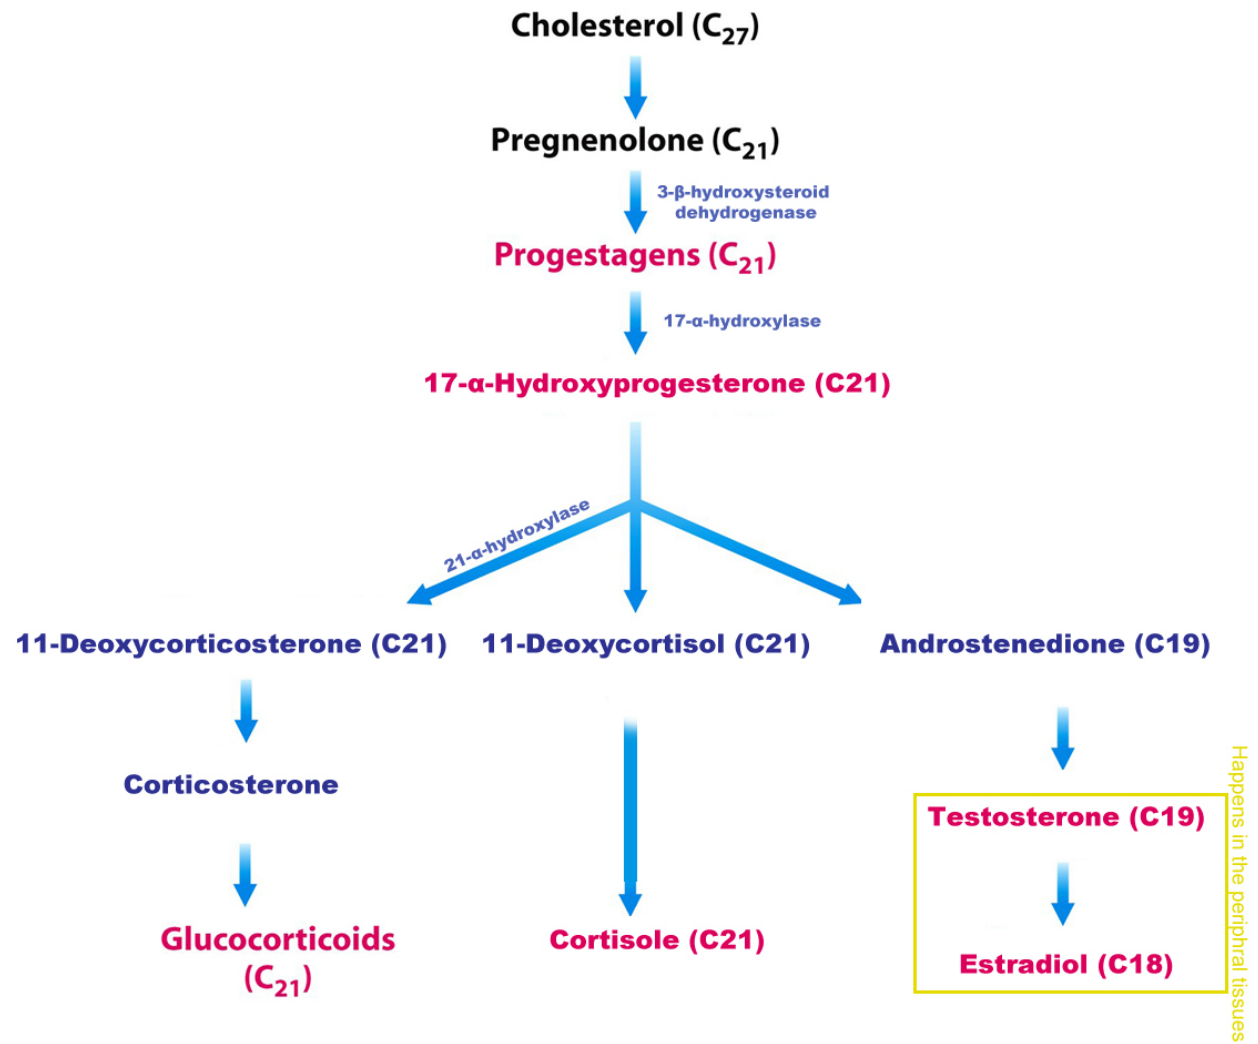 Cholesterol (C27)
Pregnenolone (C21)
3-β-hydroxysteroid
dehydrogenase
Progestagens (C21)
17-α-hydroxylase
17-α-Hydroxyprogesterone (C21)
21-α-hydroxylase
11-Deoxycorticosterone (C21)
11-Deoxycortisol (C21)
Androstenedione (C19)
Corticosterone
Testosterone (C19)
Glucocorticoids
(C21)
Cortisole (C21)
Estradiol (C18)
Happens in the periphral tissues